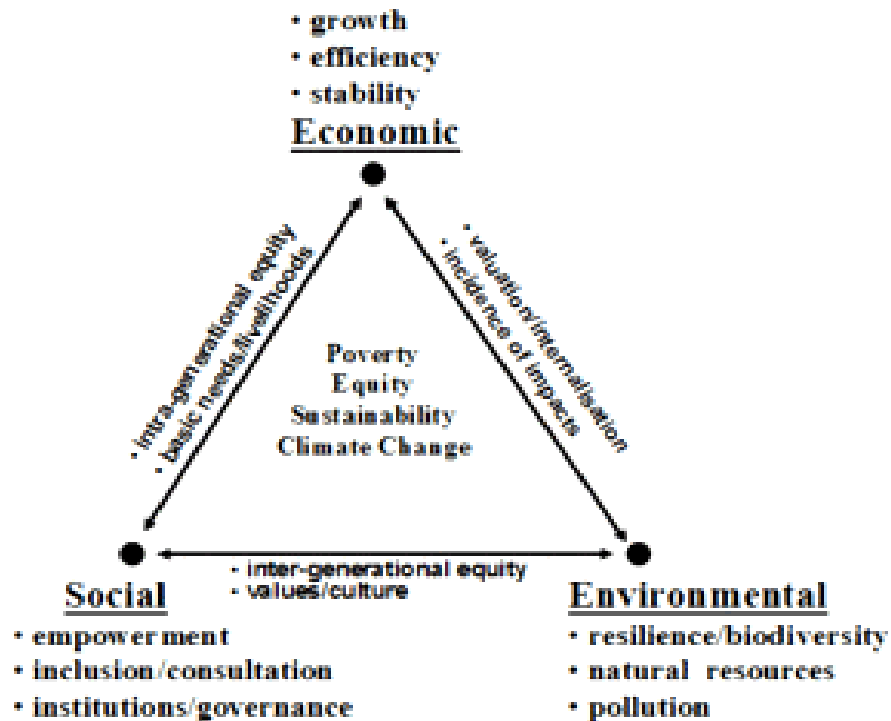 • growth
• efficiency
• stability
Economic
• intra-generational equity
• basic needs/livelihoods
• valuation/internalisation
• incidence of impacts
Poverty
Equity
Sustainability
Climate Change
• inter-generational equity
• values/culture
Social
• empowerment
• inclusion/consultation
• institutions/governance
Environmental
• resilience/biodiversity
• natural resources
• pollution